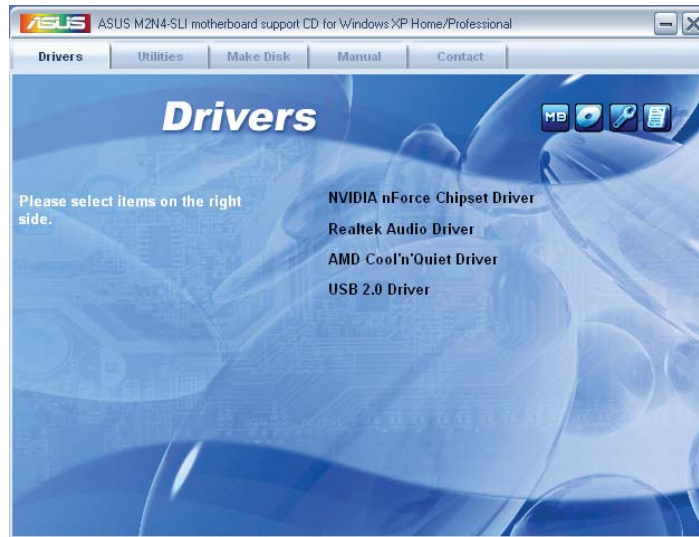 ASUS ASUS M2N4-SLI motherboard support CD for Windows XP Home/Professional
Drivers Utilities Make Disk Manual Contact
Drivers
MB
Please select items on the right
side.
NVIDIA nForce Chipset Driver
Realtek Audio Driver
AMD Cool'n'Quiet Driver
USB 2.0 Driver